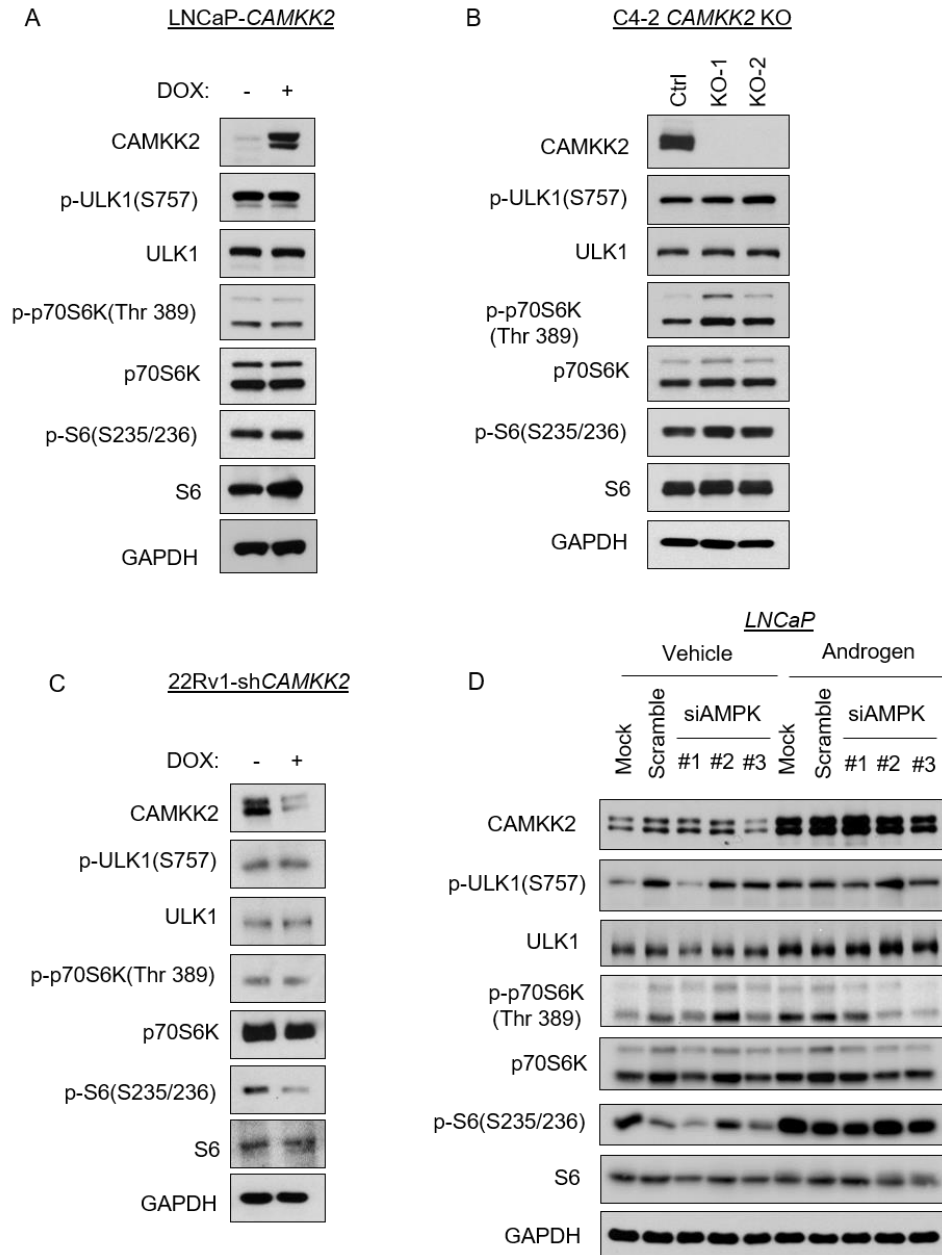 A
LNCaP-CAMKK2
DOX: - +
CAMKK2
p-ULK1(S757)
ULK1
p-p70S6K(Thr 389)
p70S6K
p-S6(S235/236)
S6
GAPDH
B
C4-2 CAMKK2 KO
Ctrl KO-1 KO-2
CAMKK2
p-ULK1(S757)
ULK1
p-p70S6K
(Thr 389)
p70S6K
p-S6(S235/236)
S6
GAPDH
C
22Rv1-shCAMKK2
DOX: - +
CAMKK2
p-ULK1(S757)
ULK1
p-p70S6K(Thr 389)
p70S6K
p-S6(S235/236)
S6
GAPDH
D
LNCaP
Vehicle Androgen
Mock Scramble siAMPK Mock Scramble siAMPK
#1 #2 #3 #1 #2 #3
CAMKK2
p-ULK1(S757)
ULK1
p-p70S6K
(Thr 389)
p70S6K
p-S6(S235/236)
S6
GAPDH